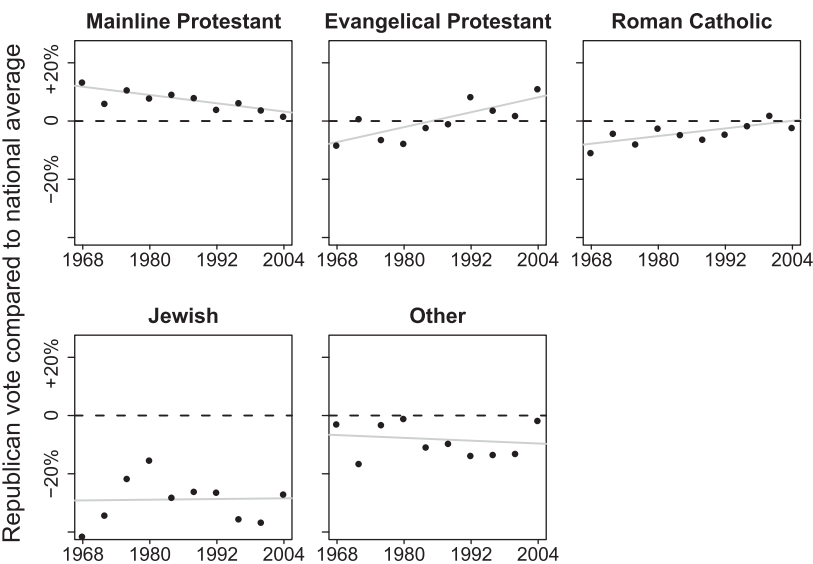 Republican vote compared to national average
Mainline Protestant
+20%
0
−20%
1968 1980 1992 2004
Evangelical Protestant
1968 1980 1992 2004
Roman Catholic
1968 1980 1992 2004
Jewish
+20%
0
−20%
1968 1980 1992 2004
Other
1968 1980 1992 2004